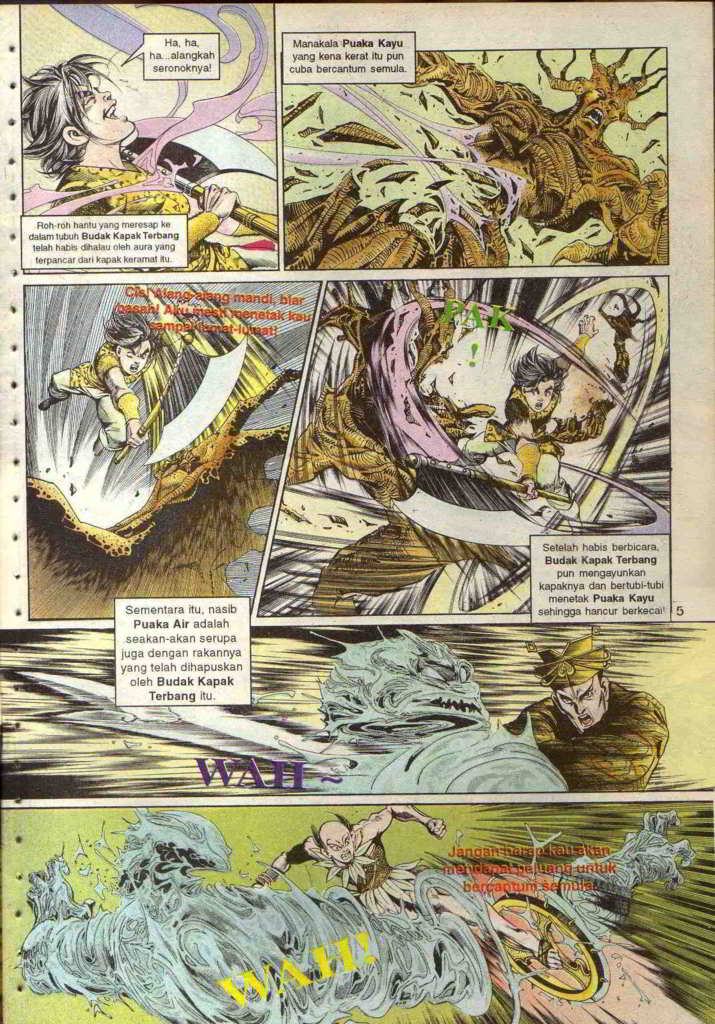 Ha, ha,
ha...alangkah
seronoknya!
Manakala Puaka Kayu
yang kena kerat itu pun
cuba bercantum semula.
Roh-roh hantu yang meresap ke
dalam tubuh Budak Kapak Terbang
telah habis dihalau oleh aura yang
terpancar dari kapak keramat itu.
Cis! Alang-alang mandi, biar
basah! Aku mesti menetak kau
sampai lumat-lumat!
PAK
!
Setelah habis berbicara,
Budak Kapak Terbang
pun mengayunkan
kapaknya dan bertubi-tubi
menetak Puaka Kayu
sehingga hancur berkecai!
5
Sementara itu, nasib
Puaka Air adalah
seakan-akan serupa
juga dengan rakannya
yang telah dihapuskan
oleh Budak Kapak
Terbang itu.
WAH~
Jangan harap kau akan
mendapat peluang untuk
bercantum semula!
WAH!